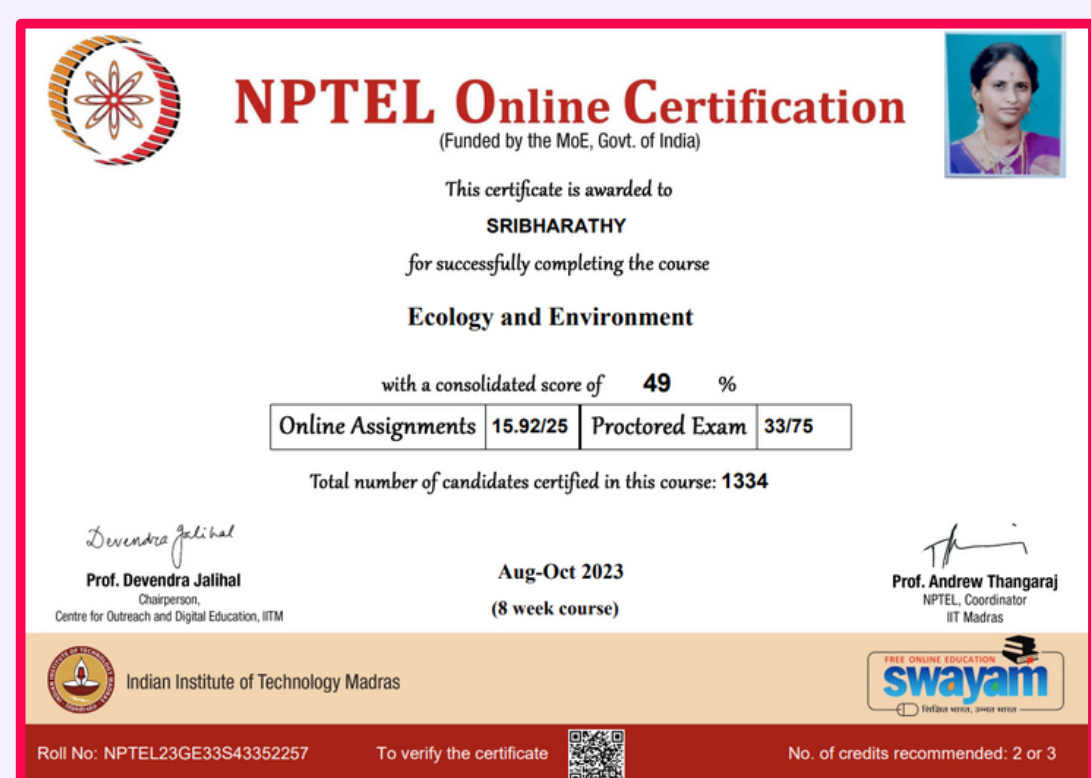 NPTEL Online Certification
(Funded by the MoE, Govt. of India)
This certificate is awarded to
SRIBHARATHY
for successfully completing the course
Ecology and Environment
with a consolidated score of 49 %
Online Assignments 15.92/25 Proctored Exam 33/75
Total number of candidates certified in this course: 1334
Devendra Jalihal
Prof. Devendra Jalihal
Chairperson,
Centre for Outreach and Digital Education, IITM
Aug-Oct 2023
(8 week course)
Prof. Andrew Thangaraj
NPTEL, Coordinator
IIT Madras
Indian Institute of Technology Madras
FREE ONLINE EDUCATION
swayam
शिक्षित भारत, उन्नत भारत
Roll No: NPTEL23GE33S43352257
To verify the certificate
No. of credits recommended: 2 or 3